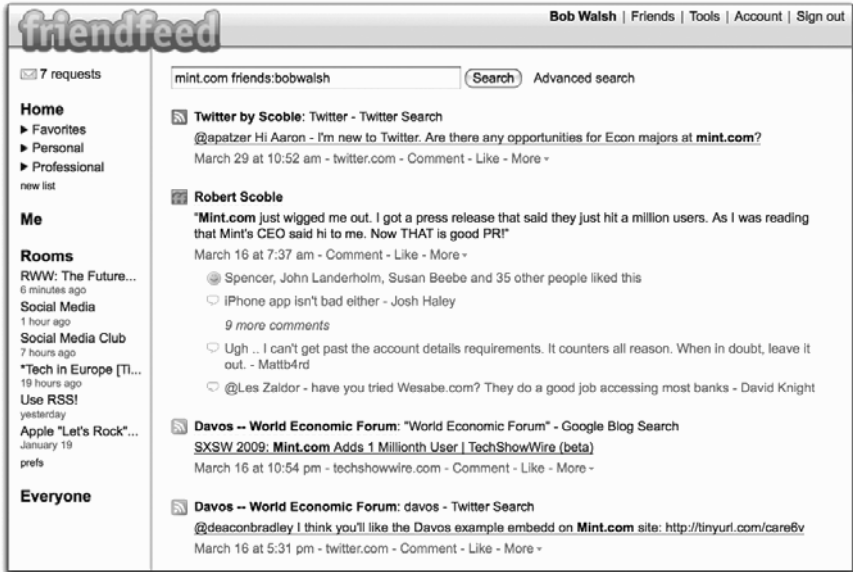 friendfeed
Bob Walsh | Friends | Tools | Account | Sign out
7 requests
Home
Favorites
Personal
Professional
new list
Me
Rooms
RWW: The Future...
6 minutes ago
Social Media
1 hour ago
Social Media Club
7 hours ago
"Tech in Europe [Ti...
19 hours ago
Use RSS!
yesterday
Apple "Let's Rock"...
January 19
prefs
Everyone
mint.com friends:bobwalsh Search Advanced search
Twitter by Scoble: Twitter - Twitter Search
@apatzer Hi Aaron - I'm new to Twitter. Are there any opportunities for Econ majors at mint.com?
March 29 at 10:52 am - twitter.com - Comment - Like - More
Robert Scoble
"Mint.com just wigged me out. I got a press release that said they just hit a million users. As I was reading
that Mint's CEO said hi to me. Now THAT is good PR!"
March 16 at 7:37 am - Comment - Like - More
Spencer, John Landerholm, Susan Beebe and 35 other people liked this
iPhone app isn't bad either - Josh Haley
9 more comments
Ugh .. I can't get past the account details requirements. It counters all reason. When in doubt, leave it
out. - Mattb4rd
@Les Zaldor - have you tried Wesabe.com? They do a good job accessing most banks - David Knight
Davos -- World Economic Forum: "World Economic Forum" - Google Blog Search
SXSW 2009: Mint.com Adds 1 Millionth User | TechShowWire (beta)
March 16 at 10:54 pm - techshowwire.com - Comment - Like - More
Davos -- World Economic Forum: davos - Twitter Search
@deaconbradley I think you'll like the Davos example embedd on Mint.com site: http://tinyurl.com/care6v
March 16 at 5:31 pm - twitter.com - Comment - Like - More